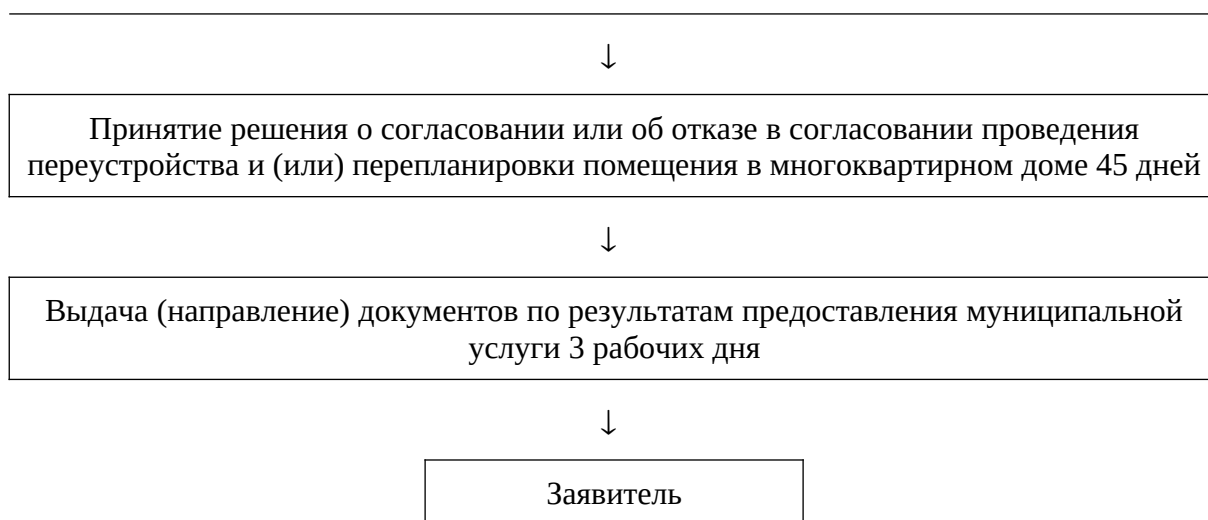 ↓
Принятие решения о согласовании или об отказе в согласовании проведения
переустройства и (или) перепланировки помещения в многоквартирном доме 45 дней
↓
Выдача (направление) документов по результатам предоставления муниципальной
услуги 3 рабочих дня
↓
Заявитель